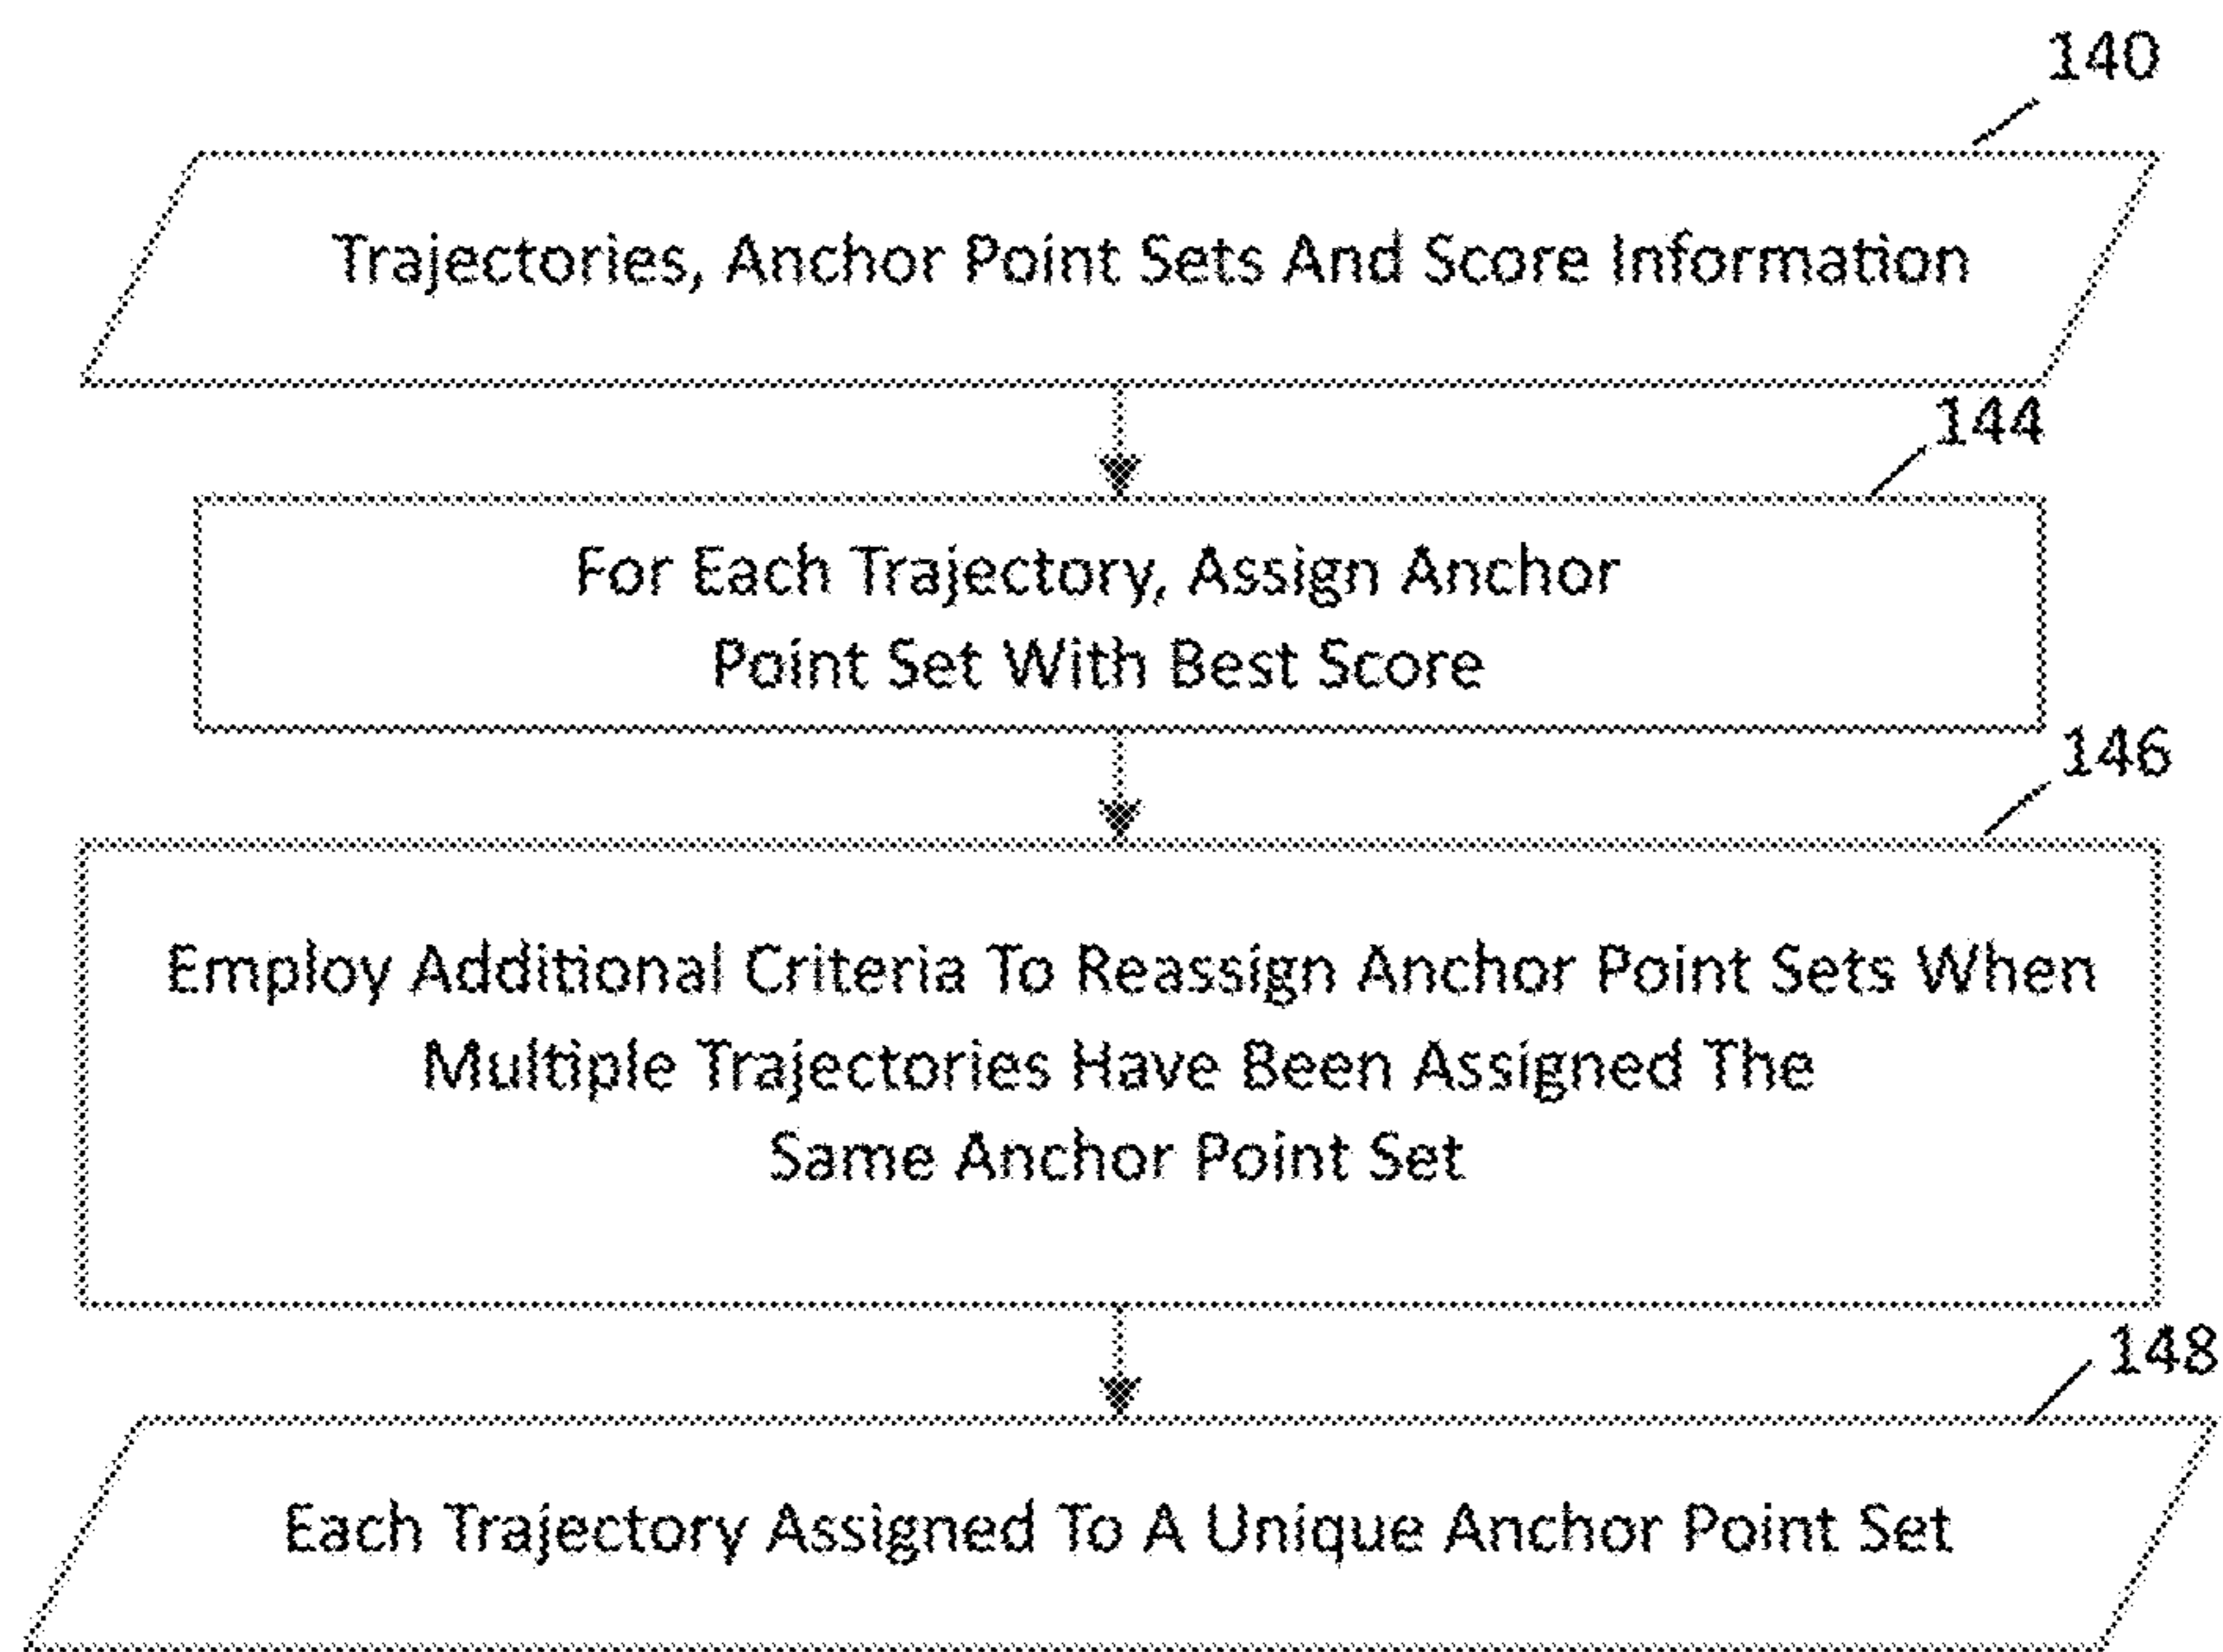 140
Trajectories, Anchor Point Sets And Score Information
144
For Each Trajectory, Assign Anchor
Point Set With Best Score
146
Employ Additional Criteria To Reassign Anchor Point Sets When
Multiple Trajectories Have Been Assigned The
Same Anchor Point Set
148
Each Trajectory Assigned To A Unique Anchor Point Set